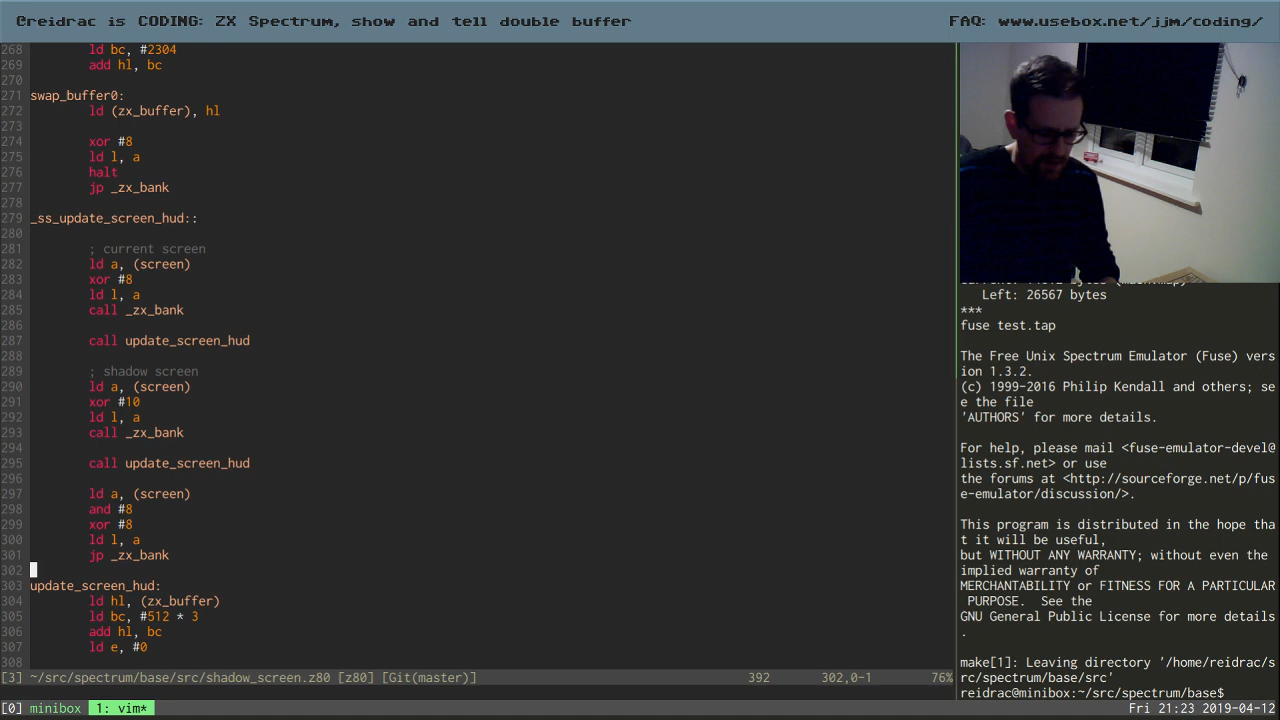 @reidrac is CODING: ZX Spectrum, show and tell double buffer
FAQ: www.usebox.net/jjm/coding/
268 ld bc, #2304
269 add hl, bc
270
271 swap_buffer0:
272 ld (zx_buffer), hl
273
274 xor #8
275 ld l, a
276 halt
277 jp _zx_bank
278
279 _ss_update_screen_hud::
280
281 ; current screen
282 ld a, (screen)
283 xor #8
284 ld l, a
285 call _zx_bank
286
287 call update_screen_hud
288
289 ; shadow screen
290 ld a, (screen)
291 xor #10
292 ld l, a
293 call _zx_bank
294
295 call update_screen_hud
296
297 ld a, (screen)
298 and #8
299 xor #8
300 ld l, a
301 jp _zx_bank
302
303 update_screen_hud:
304 ld hl, (zx_buffer)
305 ld bc, #512 * 3
306 add hl, bc
307 ld e, #0
308
[3] ~/src/spectrum/base/src/shadow_screen.z80 [z80] [Git(master)] 392 302,0-1 76%
Left: 26567 bytes
***
fuse test.tap
The Free Unix Spectrum Emulator (Fuse) vers
ion 1.3.2.
(c) 1999-2016 Philip Kendall and others; se
e the file
'AUTHORS' for more details.
For help, please mail <fuse-emulator-devel@
lists.sf.net> or use
the forums at <http://sourceforge.net/p/fus
e-emulator/discussion/>.
This program is distributed in the hope tha
t it will be useful,
but WITHOUT ANY WARRANTY; without even the
implied warranty of
MERCHANTABILITY or FITNESS FOR A PARTICULAR
PURPOSE. See the
GNU General Public License for more details
.
make[1]: Leaving directory '/home/reidrac/s
rc/spectrum/base/src'
reidrac@minibox:~/src/spectrum/base$
[0] minibox 1: vim* Fri 21:23 2019-04-12